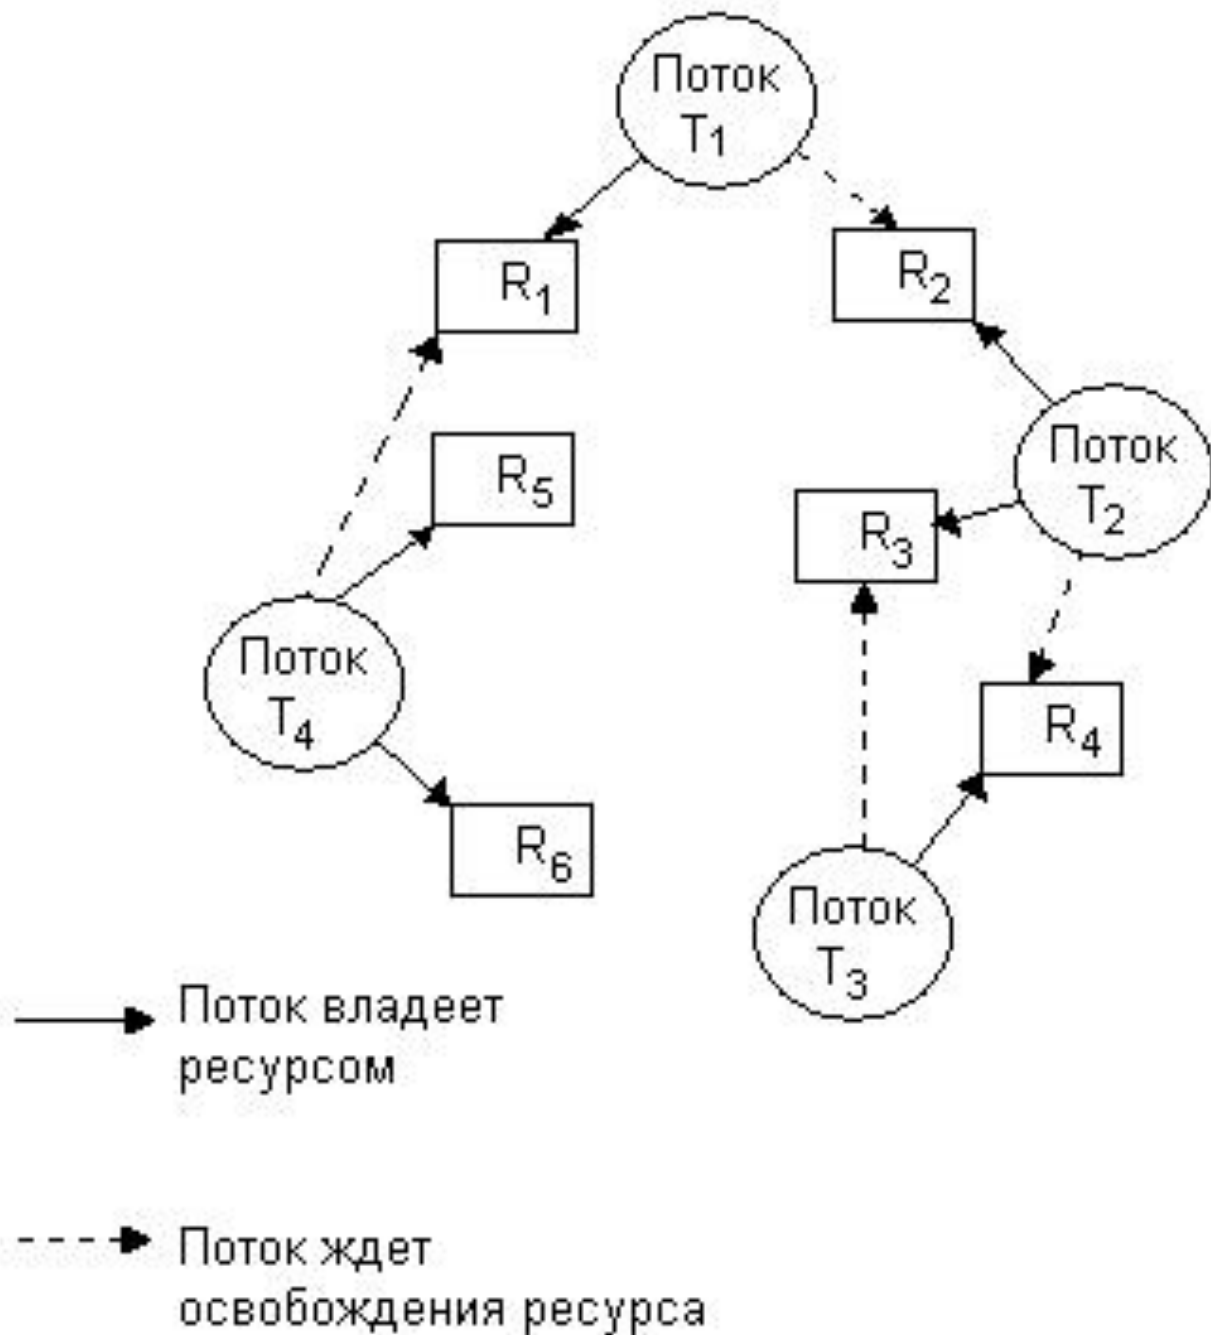 Поток
T1
R1
R2
R5
Поток
T2
R3
Поток
T4
R4
R6
Поток
T3
Поток владеет
ресурсом
Поток ждет
освобождения ресурса